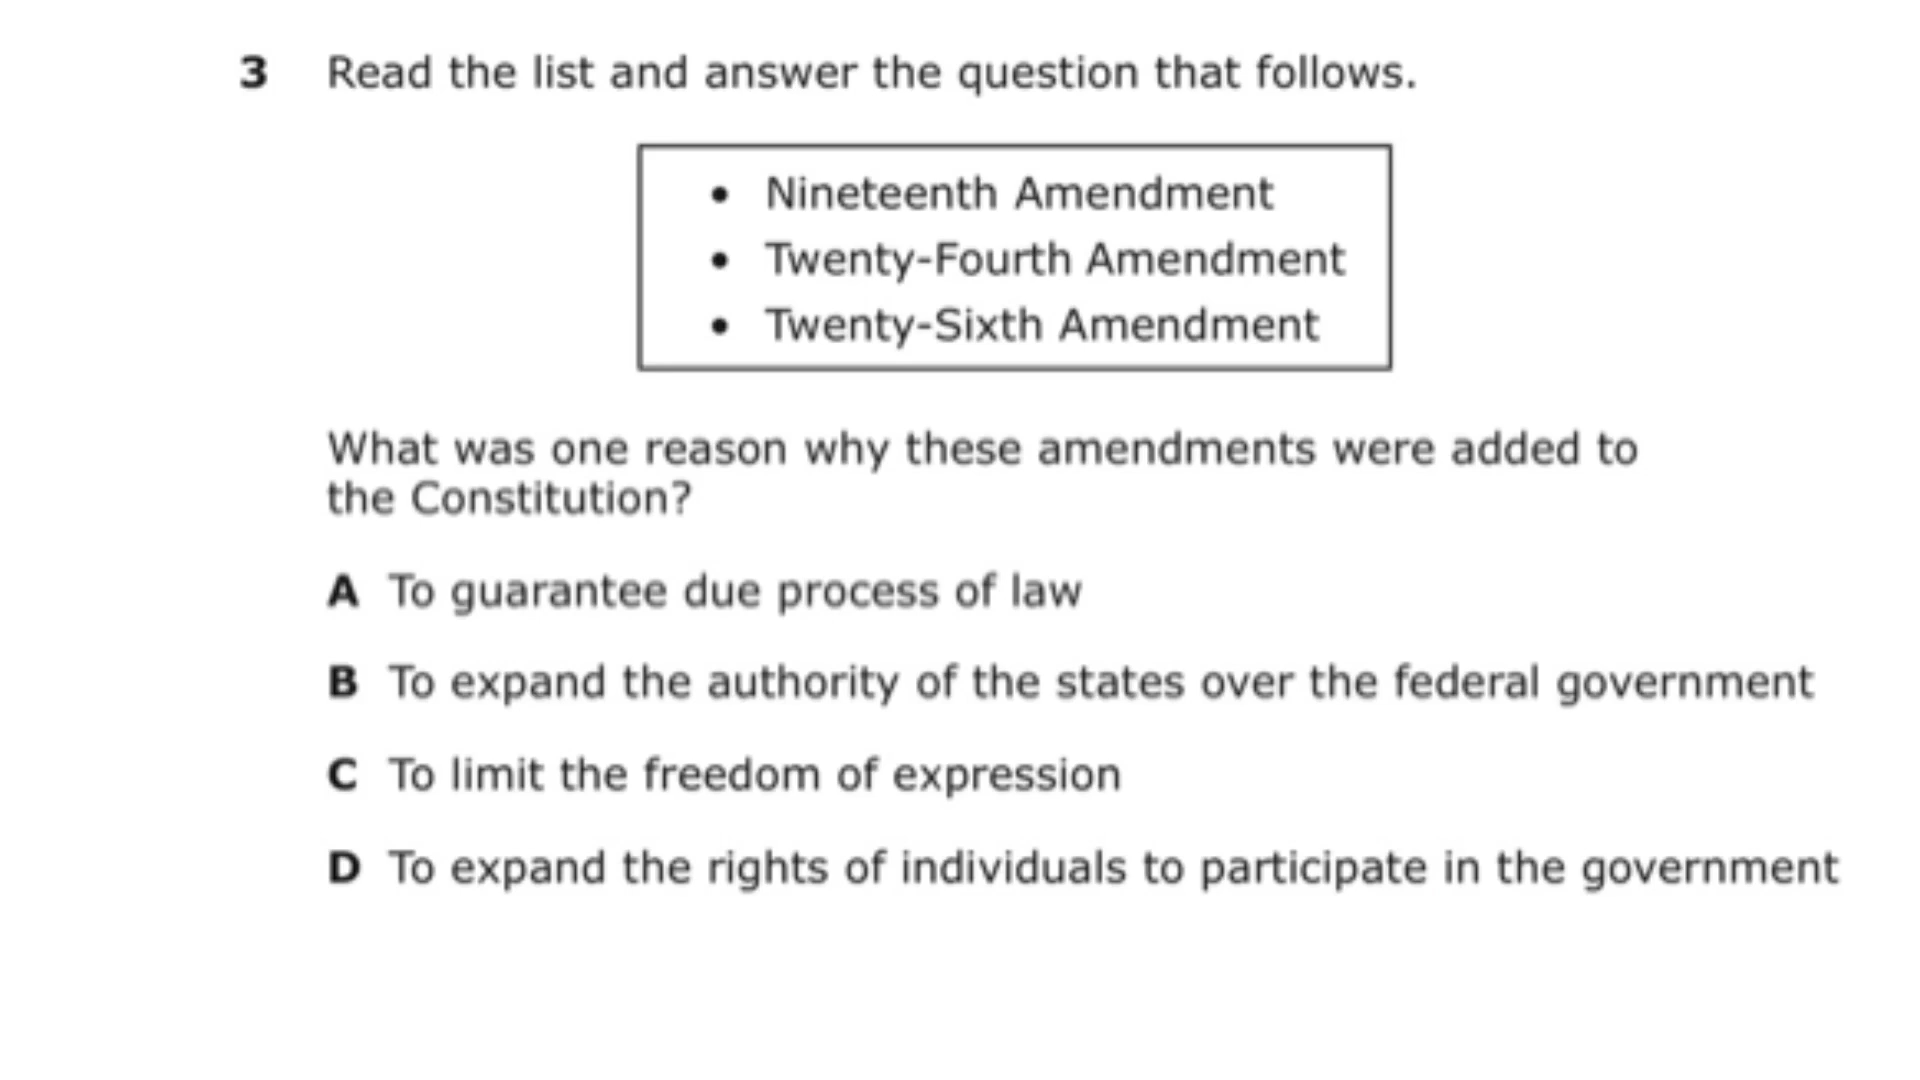 3 Read the list and answer the question that follows.
• Nineteenth Amendment
• Twenty-Fourth Amendment
• Twenty-Sixth Amendment
What was one reason why these amendments were added to
the Constitution?
A To guarantee due process of law
B To expand the authority of the states over the federal government
C To limit the freedom of expression
D To expand the rights of individuals to participate in the government